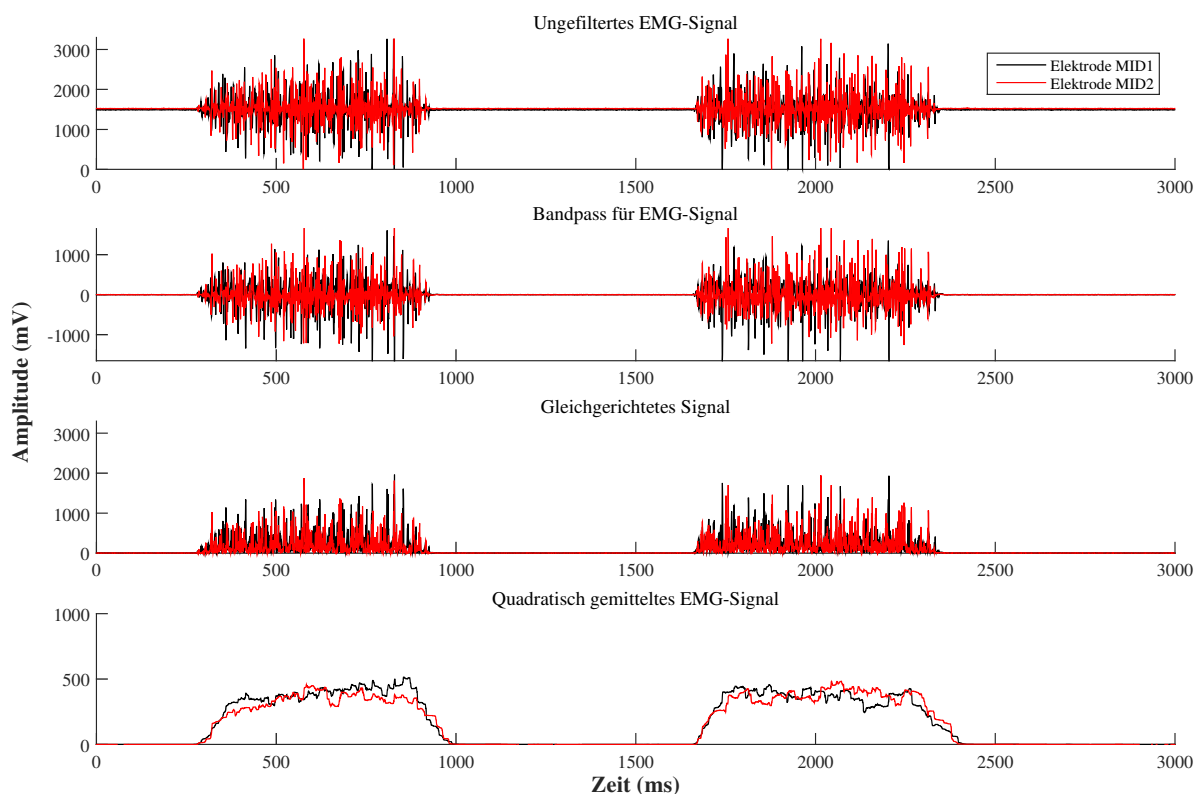 Ungefiltertes EMG-Signal
3000
2000
1000
0
Elektrode MID1
Elektrode MID2
0 500 1000 1500 2000 2500 3000
Bandpass für EMG-Signal
1000
0
-1000
0 500 1000 1500 2000 2500 3000
Amplitude (mV)
Gleichgerichtetes Signal
3000
2000
1000
0
0 500 1000 1500 2000 2500 3000
Quadratisch gemitteltes EMG-Signal
1000
500
0
0 500 1000 1500 2000 2500 3000
Zeit (ms)